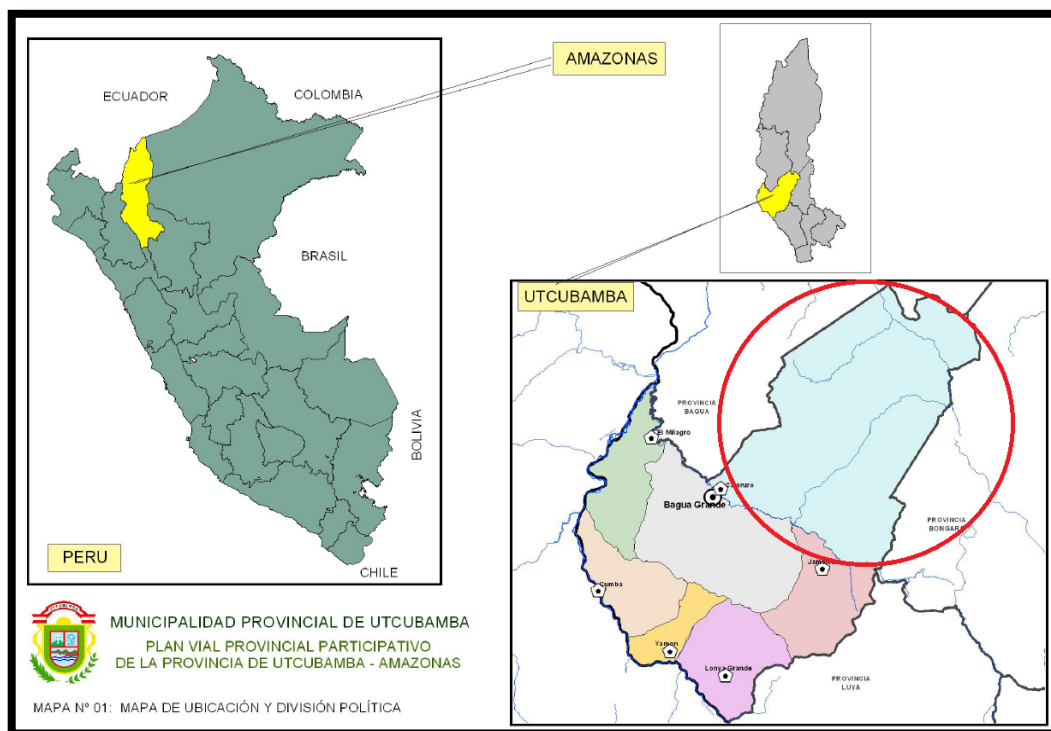 AMAZONAS
ECUADOR
COLOMBIA
BRASIL
BOLIVIA
PERU
CHILE
UTCUBAMBA
PROVINCIA
BAGUA
El Milagro
Bagua Grande
PROVINCIA
BONGARA
Cumba
Yamon
Lonya Grande
PROVINCIA
LUYA
MUNICIPALIDAD PROVINCIAL DE UTCUBAMBA
PLAN VIAL PROVINCIAL PARTICIPATIVO
DE LA PROVINCIA DE UTCUBAMBA - AMAZONAS
MAPA Nº 01: MAPA DE UBICACIÓN Y DIVISIÓN POLÍTICA